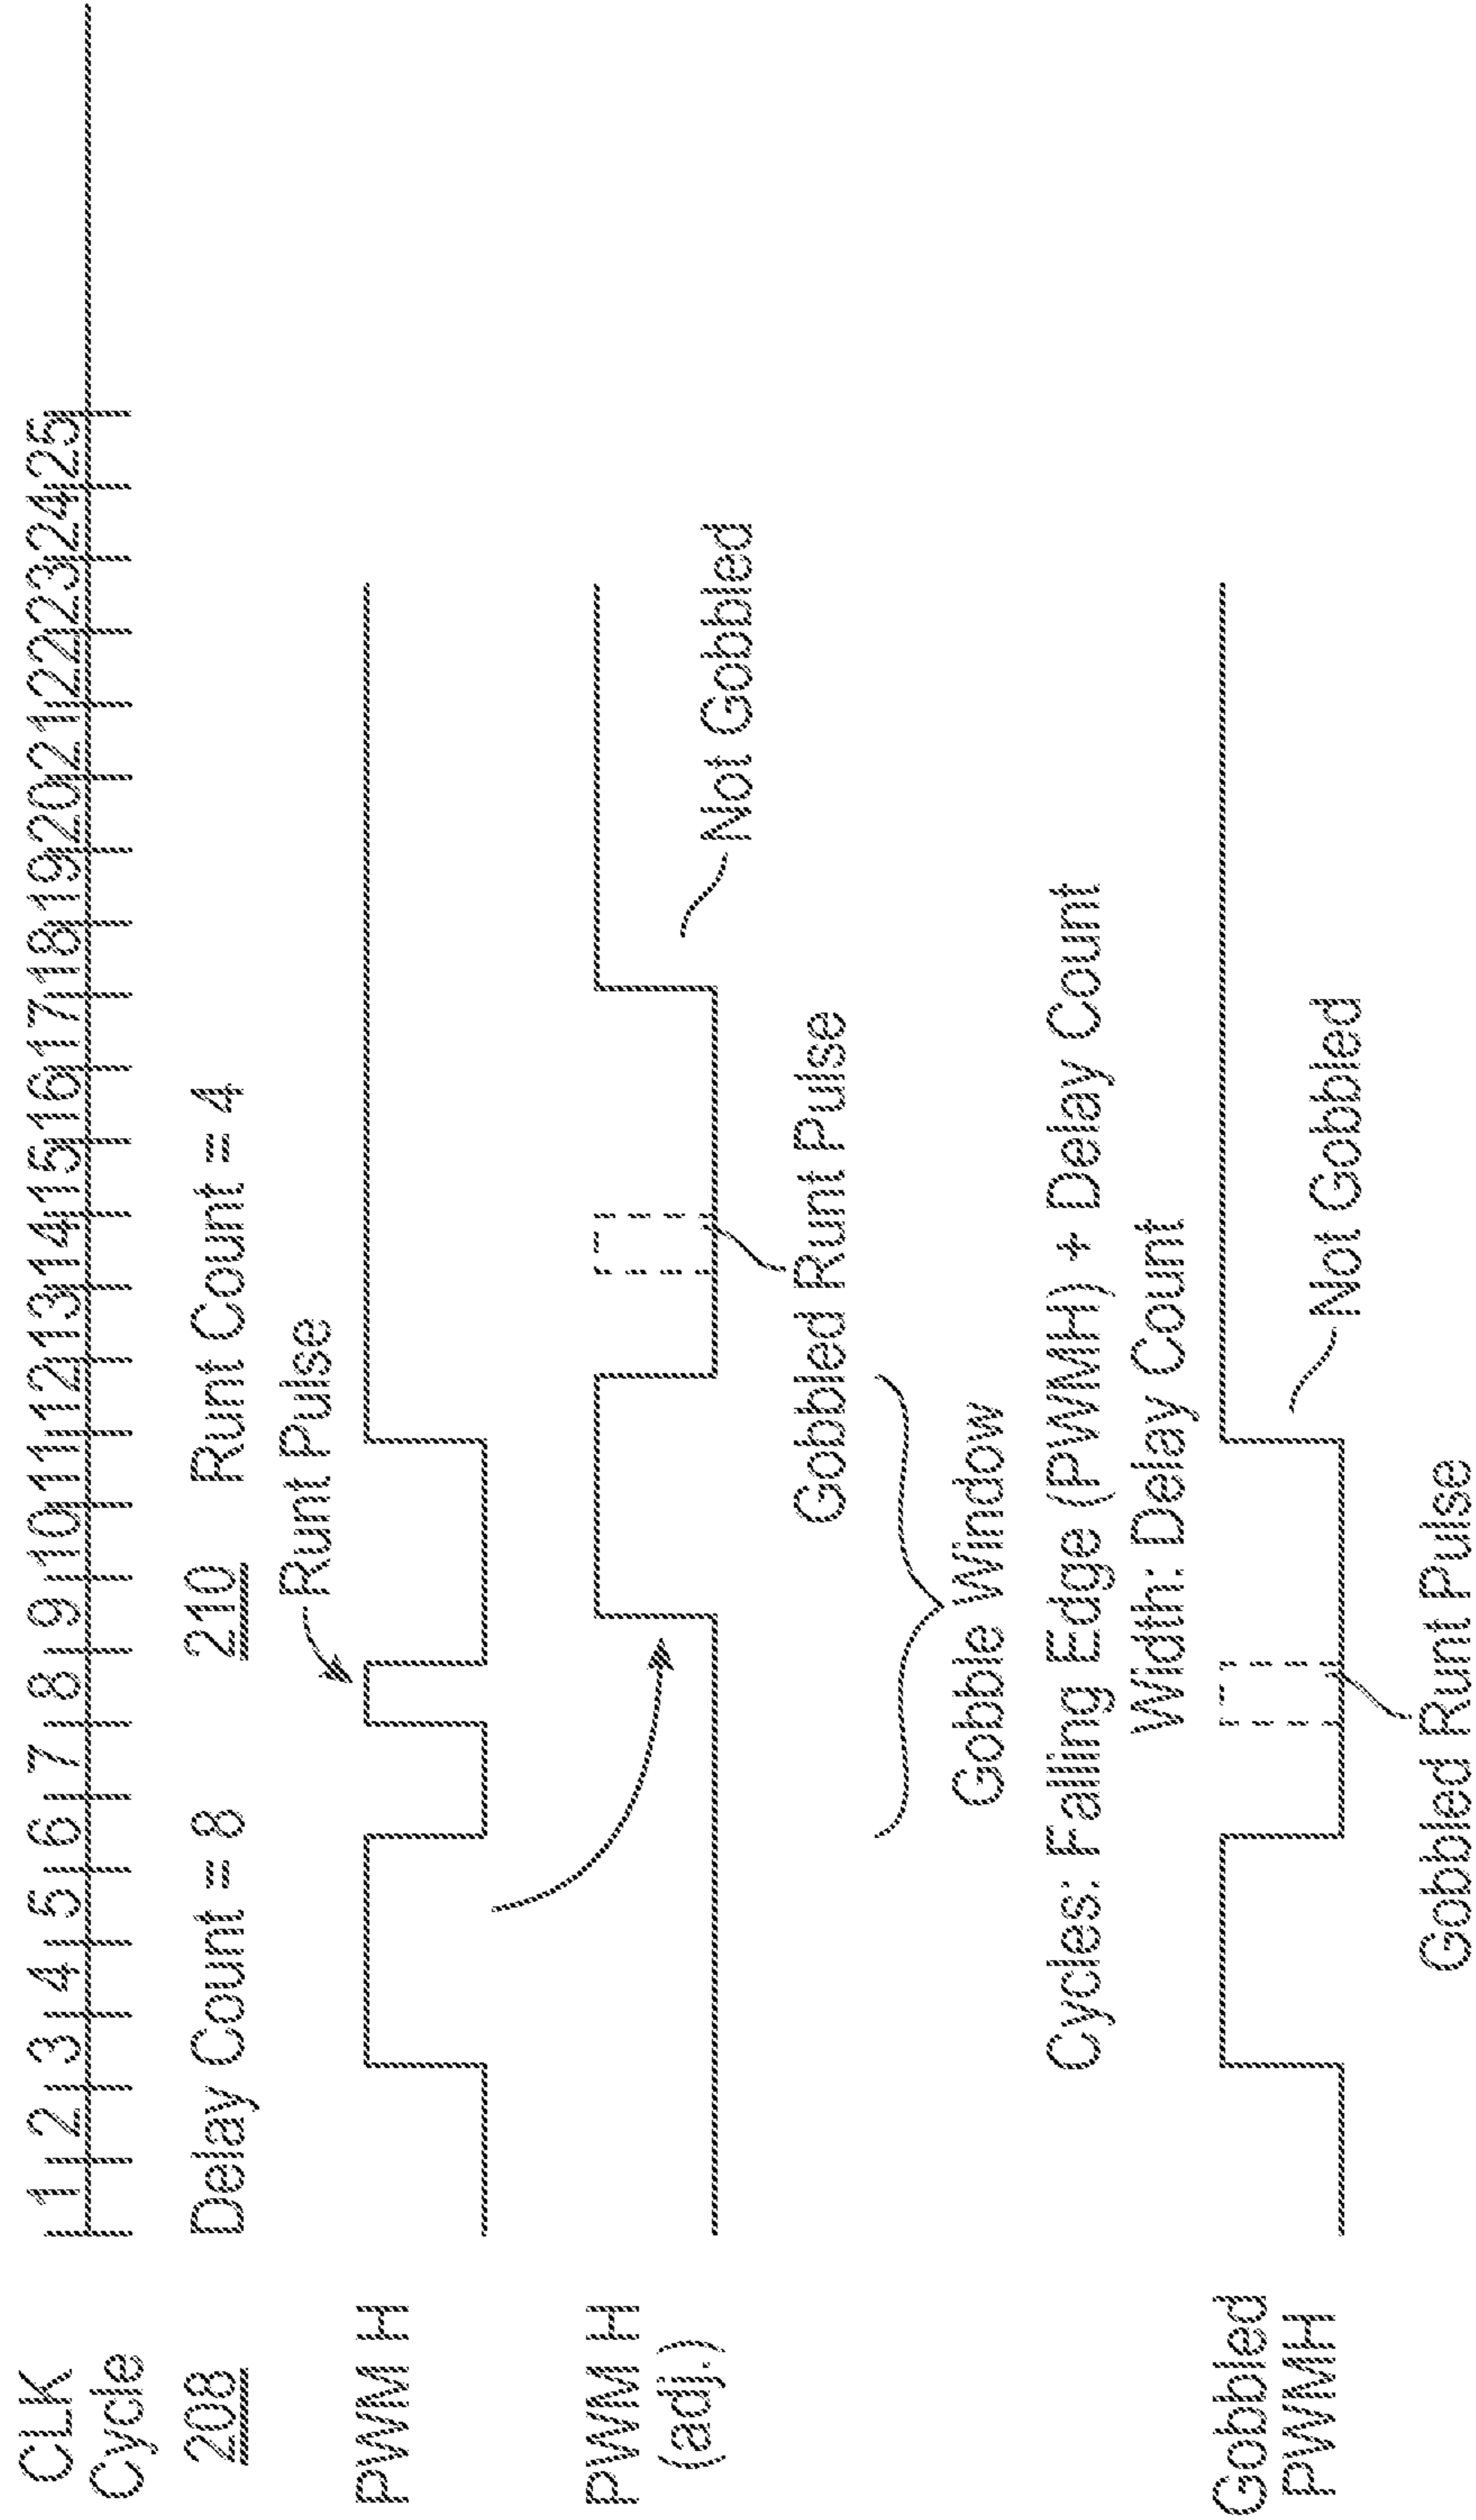 CLK
Cycle
1 2 3 4 5 6 7 8 9 10 11 12 13 14 15 16 17 18 19 20 21 22 23 24 25
208 Delay Count = 8 210 Runt Count = 4
Runt Pulse
PWM H
PWM H
(adj.)
Not Gobbled
Gobbled Runt Pulse
Gobble Window
Cycles: Falling Edge (PWMH) + Delay Count
Width: Delay Count
Gobbled
PWMH
Not Gobbled
Gobbled Runt Pulse